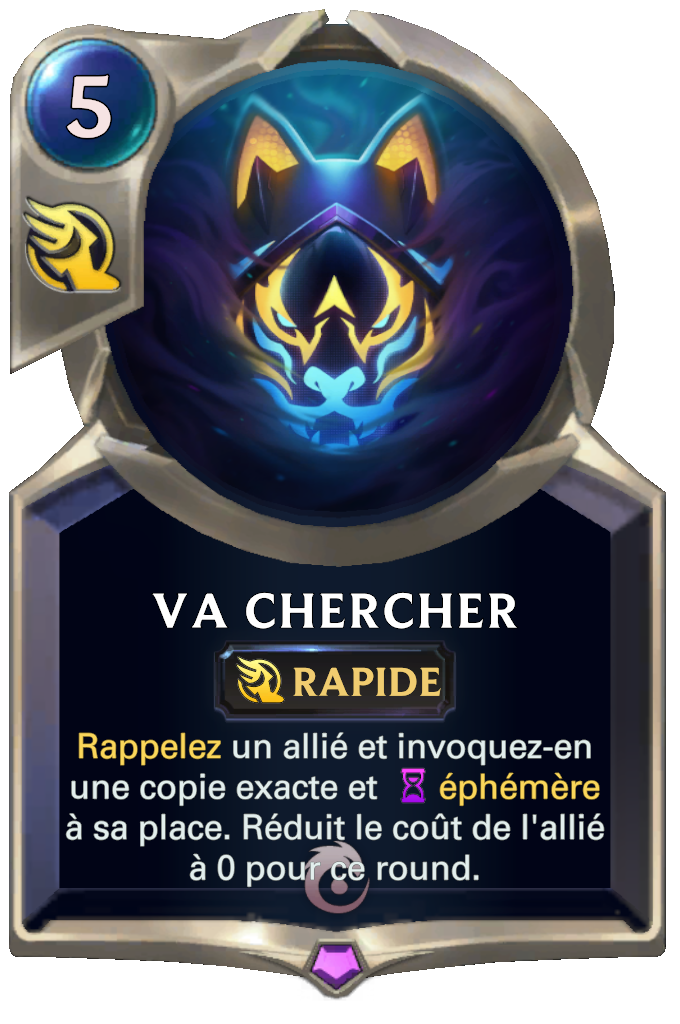 5
VA CHERCHER
RAPIDE
Rappelez un allié et invoquez-en
une copie exacte et éphémère
à sa place. Réduit le coût de l'allié
à 0 pour ce round.